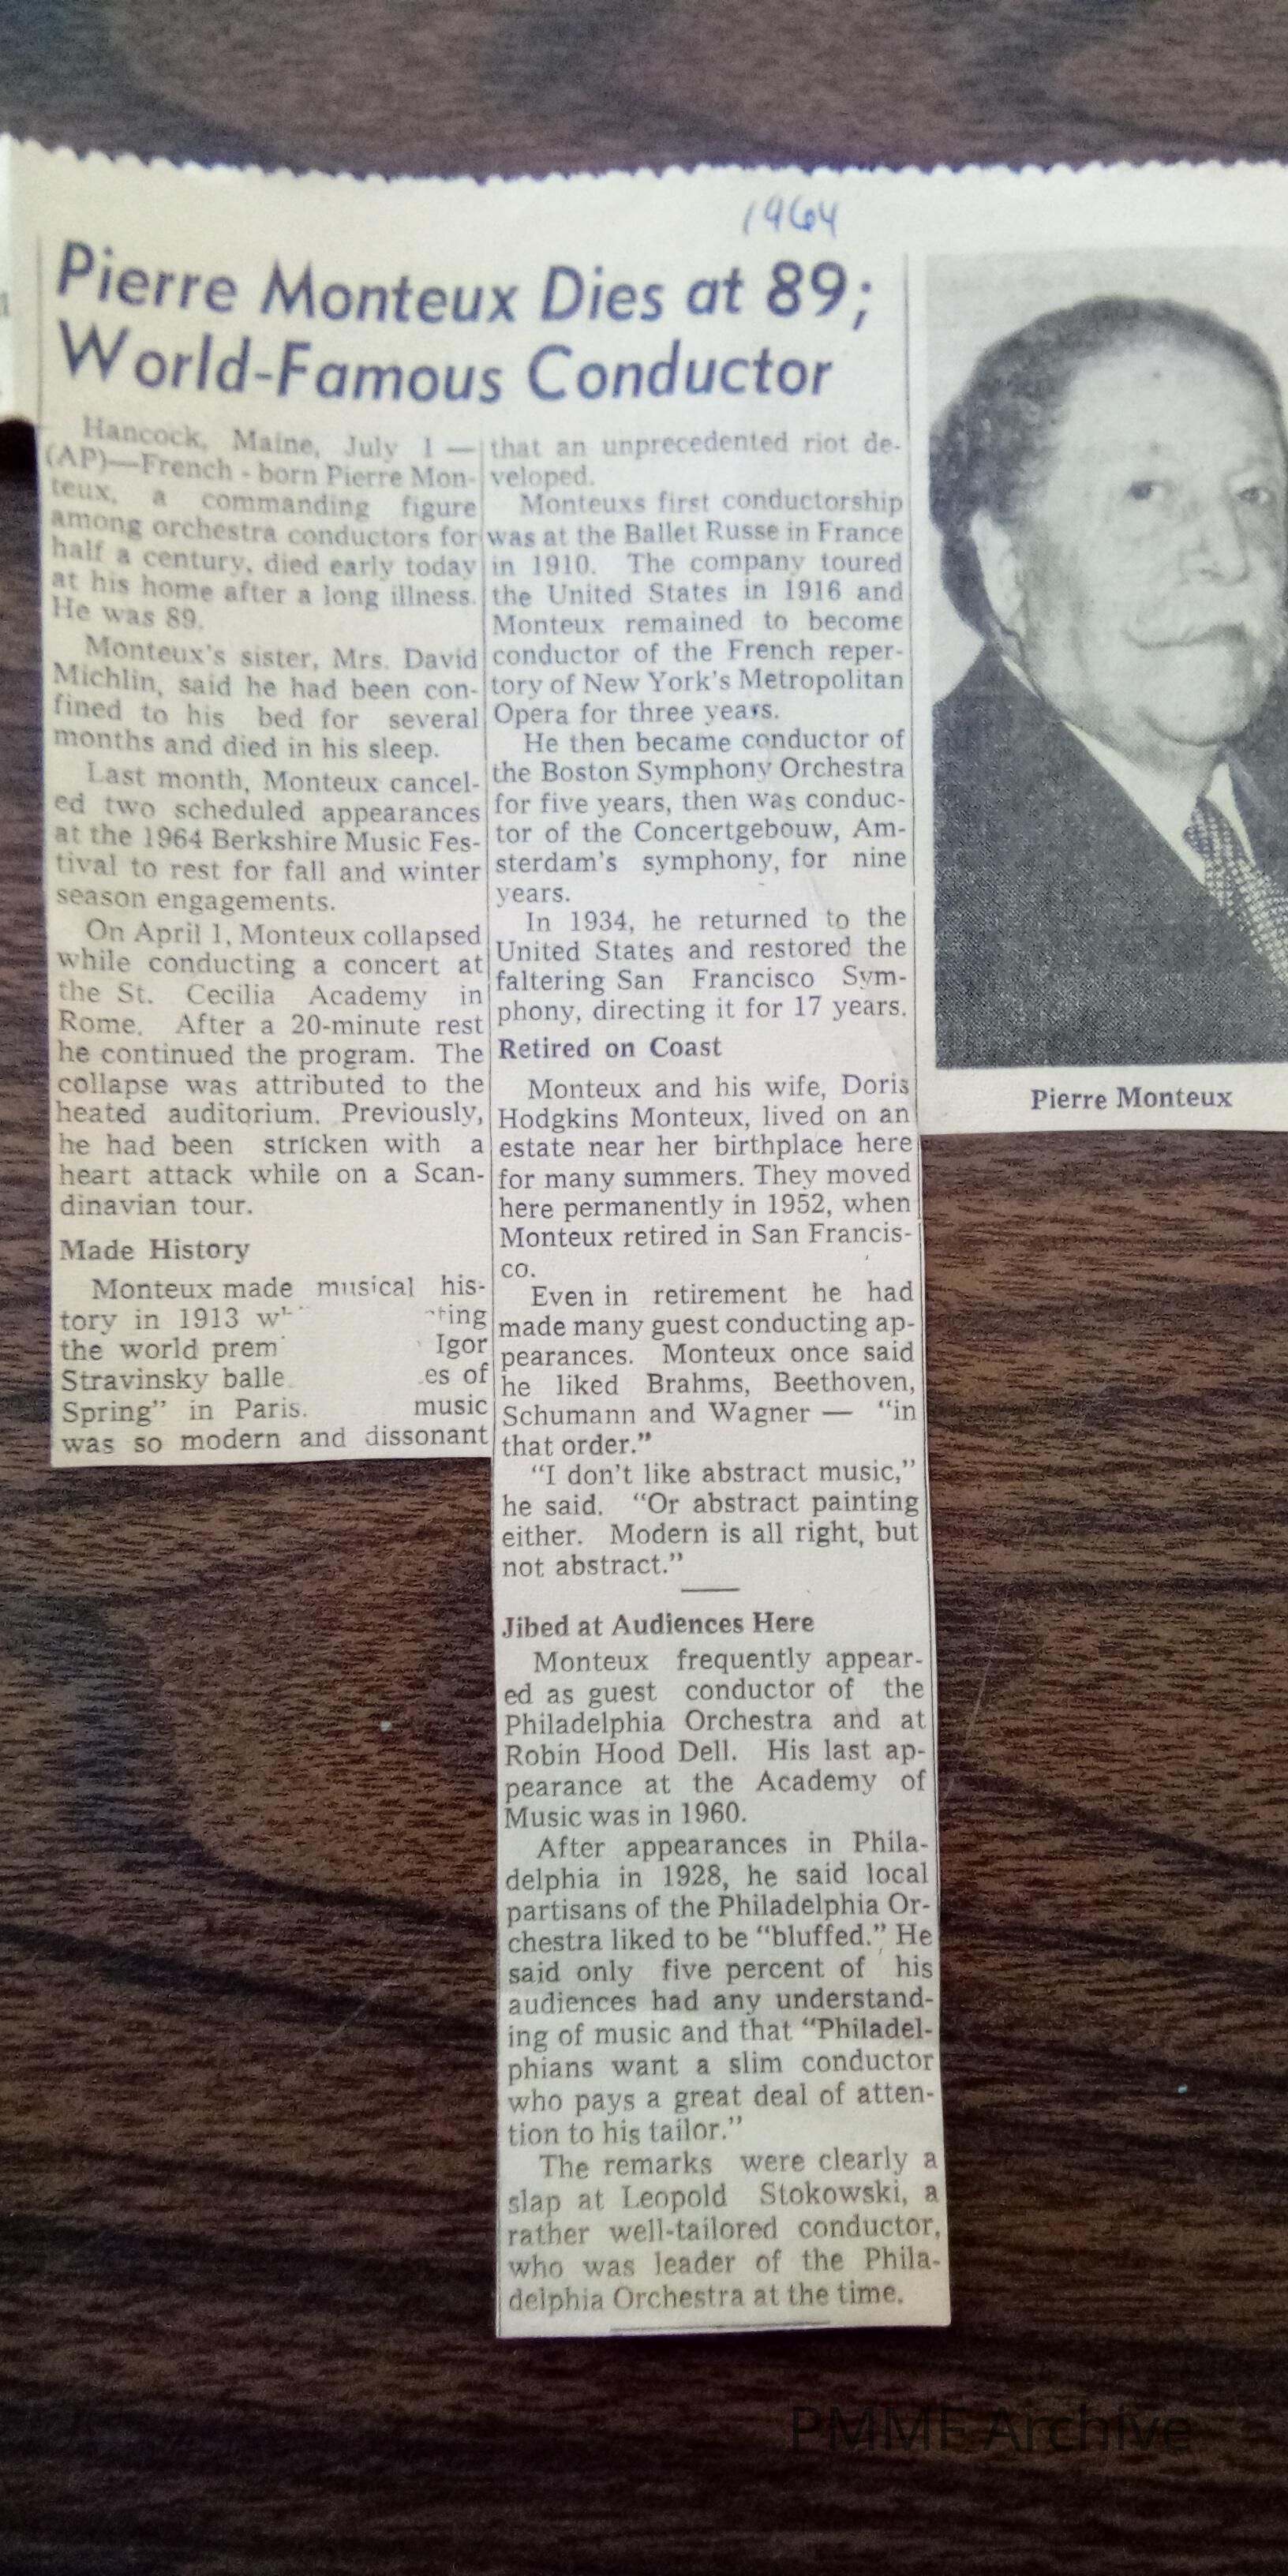 1964
Pierre Monteux Dies at 89;
World-Famous Conductor
Hancock, Maine, July 1 —
(AP)—French - born Pierre Mon-
teux, a commanding figure
among orchestra conductors for
half a century, died early today
at his home after a long illness.
He was 89.
Monteux's sister, Mrs. David
Michlin, said he had been con-
fined to his bed for several
months and died in his sleep.
Last month, Monteux cancel-
ed two scheduled appearances
at the 1964 Berkshire Music Fes-
tival to rest for fall and winter
season engagements.
On April 1, Monteux collapsed
while conducting a concert at
the St. Cecilia Academy in
Rome. After a 20-minute rest
he continued the program. The
collapse was attributed to the
heated auditorium. Previously,
he had been stricken with a
heart attack while on a Scan-
dinavian tour.
Made History
Monteux made musical his-
tory in 1913
the world Igor
Stravinsky of
Spring" in Paris. music
was so modern and dissonant
that an unprecedented riot de-
veloped.
Monteuxs first conductorship
was at the Ballet Russe in France
in 1910. The company toured
the United States in 1916 and
Monteux remained to become
conductor of the French reper-
tory of New York's Metropolitan
Opera for three years.
He then became conductor of
the Boston Symphony Orchestra
for five years, then was conduc-
tor of the Concertgebouw, Am-
sterdam's symphony, for nine
years.
In 1934, he returned to the
United States and restored the
faltering San Francisco Sym-
phony, directing it for 17 years.
Retired on Coast
Monteux and his wife, Doris
Hodgkins Monteux, lived on an
estate near her birthplace here
for many summers. They moved
here permanently in 1952, when
Monteux retired in San Francis-
co.
Even in retirement he had
made many guest conducting ap-
pearances. Monteux once said
he liked Brahms, Beethoven,
Schumann and Wagner — "in
that order."
"I don't like abstract music,"
he said. "Or abstract painting
either. Modern is all right, but
not abstract."
Jibed at Audiences Here
Monteux frequently appear-
ed as guest conductor of the
Philadelphia Orchestra and at
Robin Hood Dell. His last ap-
pearance at the Academy of
Music was in 1960.
After appearances in Phila-
delphia in 1928, he said local
partisans of the Philadelphia Or-
chestra liked to be "bluffed." He
said only five percent of his
audiences had any understand-
ing of music and that "Philadel-
phians want a slim conductor
who pays a great deal of atten-
tion to his tailor."
The remarks were clearly a
slap at Leopold Stokowski, a
rather well-tailored conductor,
who was leader of the Phila-
delphia Orchestra at the time.
Pierre Monteux
PMMF Archive